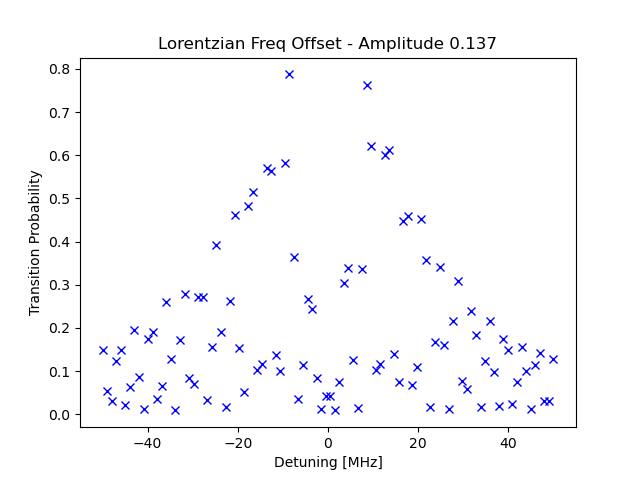 Lorentzian Freq Offset - Amplitude 0.137
Transition Probability
0.8
0.7
0.6
0.5
0.4
0.3
0.2
0.1
0.0
−40 −20 0 20 40
Detuning [MHz]